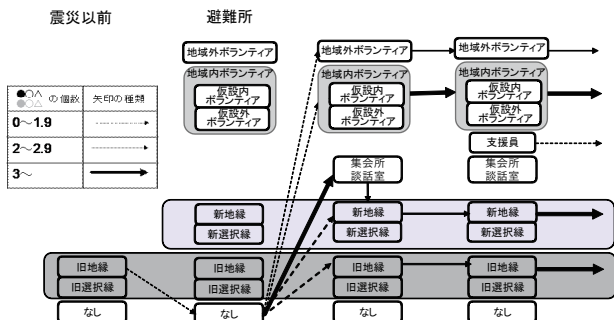 震災以前
避難所
●○△
●○△ の個数
矢印の種類
0～1.9
2～2.9
3～
地域外ボランティア
地域内ボランティア
仮設内
ボランティア
仮設外
ボランティア
新地縁
新選択縁
旧地縁
旧選択縁
なし
旧地縁
旧選択縁
なし
地域外ボランティア
地域内ボランティア
仮設内
ボランティア
仮設外
ボランティア
集会所
談話室
新地縁
新選択縁
旧地縁
旧選択縁
なし
地域外ボランティア
地域内ボランティア
仮設内
ボランティア
仮設外
ボランティア
支援員
集会所
談話室
新地縁
新選択縁
旧地縁
旧選択縁
なし